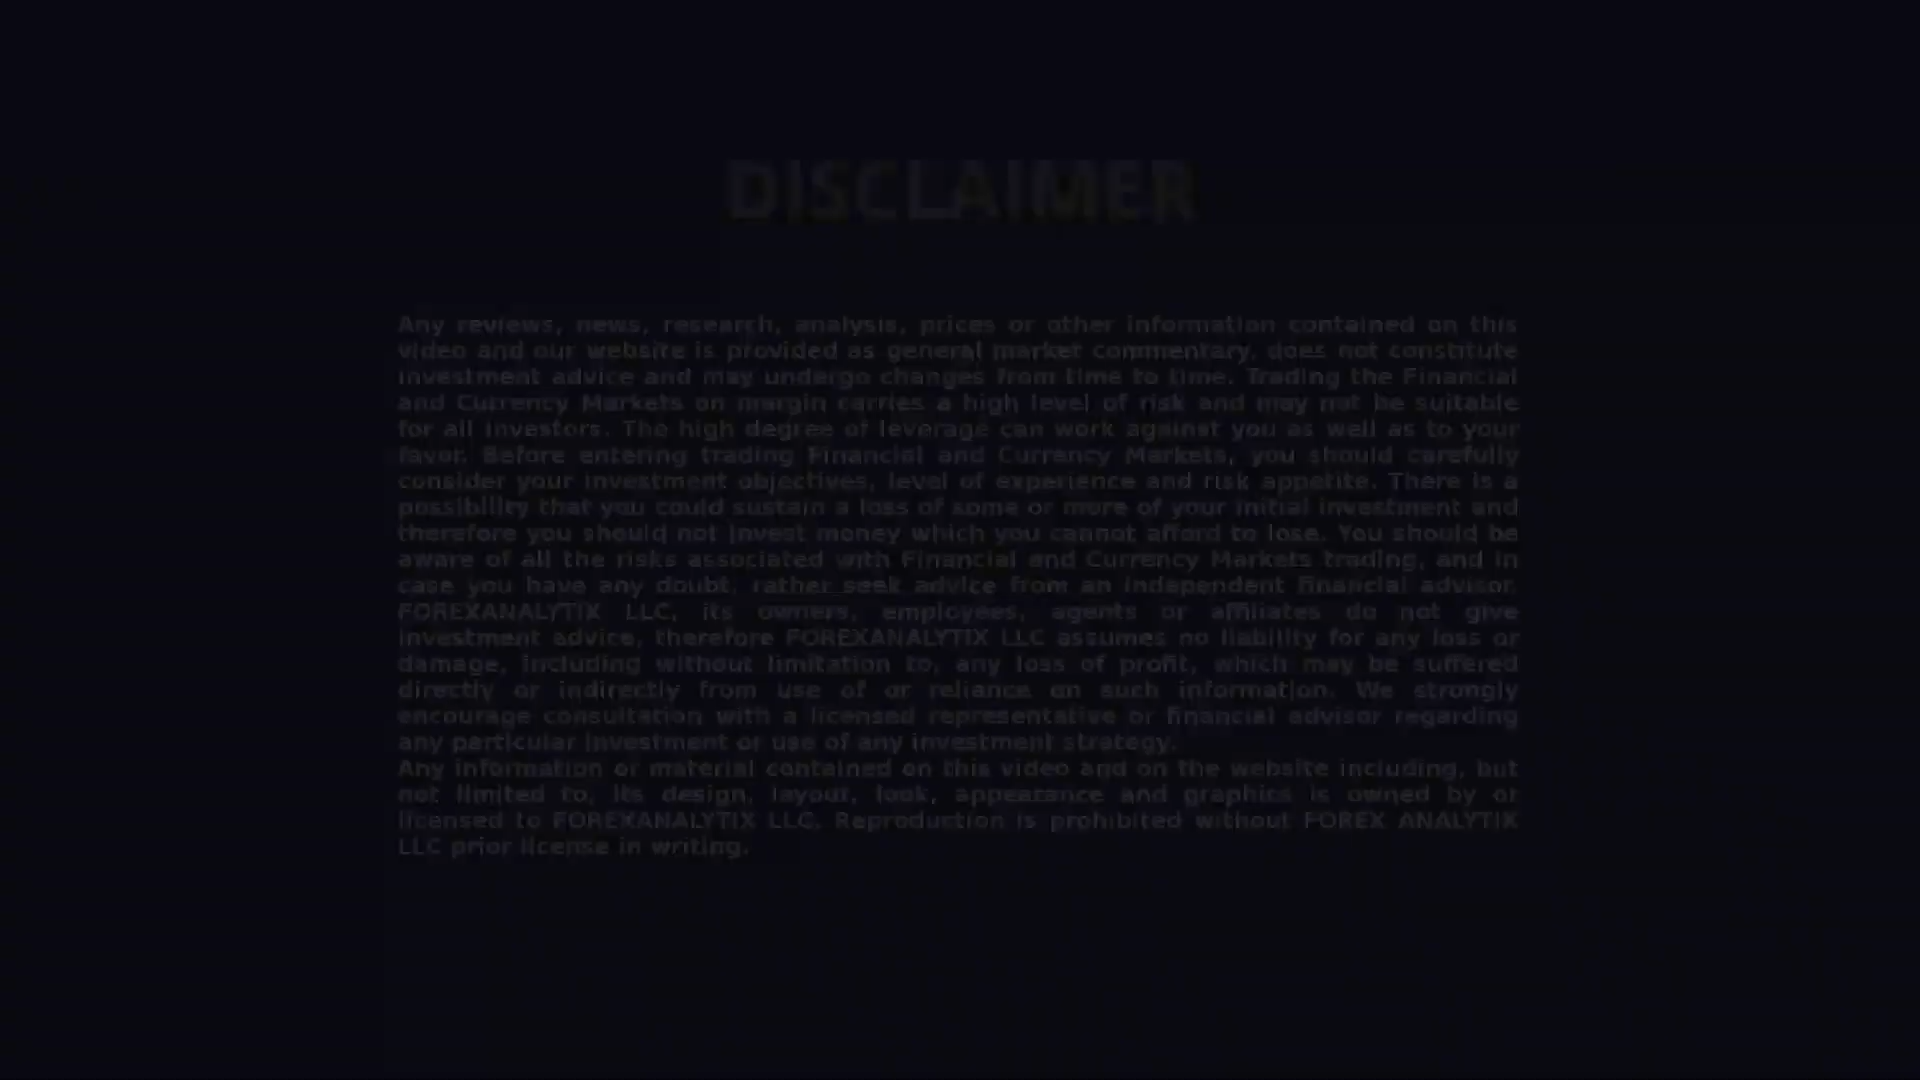 DISCLAIMER
Any reviews, news, research, analysis, prices or other information contained on this
video and our website is provided as general market commentary, does not constitute
investment advice and may undergo changes from time to time. Trading the Financial
and Currency Markets on margin carries a high level of risk and may not be suitable
for all investors. The high degree of leverage can work against you as well as to your
favor. Before entering trading Financial and Currency Markets, you should carefully
consider your investment objectives, level of experience and risk appetite. There is a
possibility that you could sustain a loss of some or more of your initial investment and
therefore you should not invest money which you cannot afford to lose. You should be
aware of all the risks associated with Financial and Currency Markets trading, and in
case you have any doubt, rather seek advice from an independent financial advisor.
FOREXANALYTIX LLC, its owners, employees, agents or affiliates do not give
investment advice, therefore FOREXANALYTIX LLC assumes no liability for any loss or
damage, including without limitation to, any loss of profit, which may be suffered
directly or indirectly from use of or reliance on such information. We strongly
encourage consultation with a licensed representative or financial advisor regarding
any particular investment or use of any investment strategy.
Any information or material contained on this video and on the website including, but
not limited to, its design, layout, look, appearance and graphics is owned by or
licensed to FOREXANALYTIX LLC. Reproduction is prohibited without FOREX ANALYTIX
LLC prior license in writing.